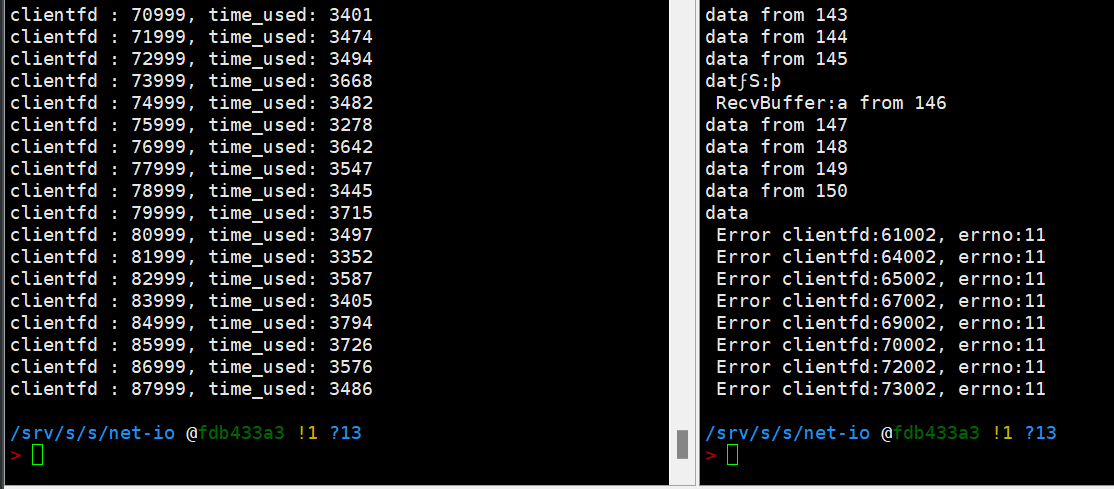 clientfd : 70999, time_used: 3401
clientfd : 71999, time_used: 3474
clientfd : 72999, time_used: 3494
clientfd : 73999, time_used: 3668
clientfd : 74999, time_used: 3482
clientfd : 75999, time_used: 3278
clientfd : 76999, time_used: 3642
clientfd : 77999, time_used: 3547
clientfd : 78999, time_used: 3445
clientfd : 79999, time_used: 3715
clientfd : 80999, time_used: 3497
clientfd : 81999, time_used: 3352
clientfd : 82999, time_used: 3587
clientfd : 83999, time_used: 3405
clientfd : 84999, time_used: 3794
clientfd : 85999, time_used: 3726
clientfd : 86999, time_used: 3576
clientfd : 87999, time_used: 3486
/srv/s/s/net-io @fdb433a3 !1 ?13
>
data from 143
data from 144
data from 145
datƒS:þ
RecvBuffer:a from 146
data from 147
data from 148
data from 149
data from 150
data
Error clientfd:61002, errno:11
Error clientfd:64002, errno:11
Error clientfd:65002, errno:11
Error clientfd:67002, errno:11
Error clientfd:69002, errno:11
Error clientfd:70002, errno:11
Error clientfd:72002, errno:11
Error clientfd:73002, errno:11
/srv/s/s/net-io @fdb433a3 !1 ?13
>